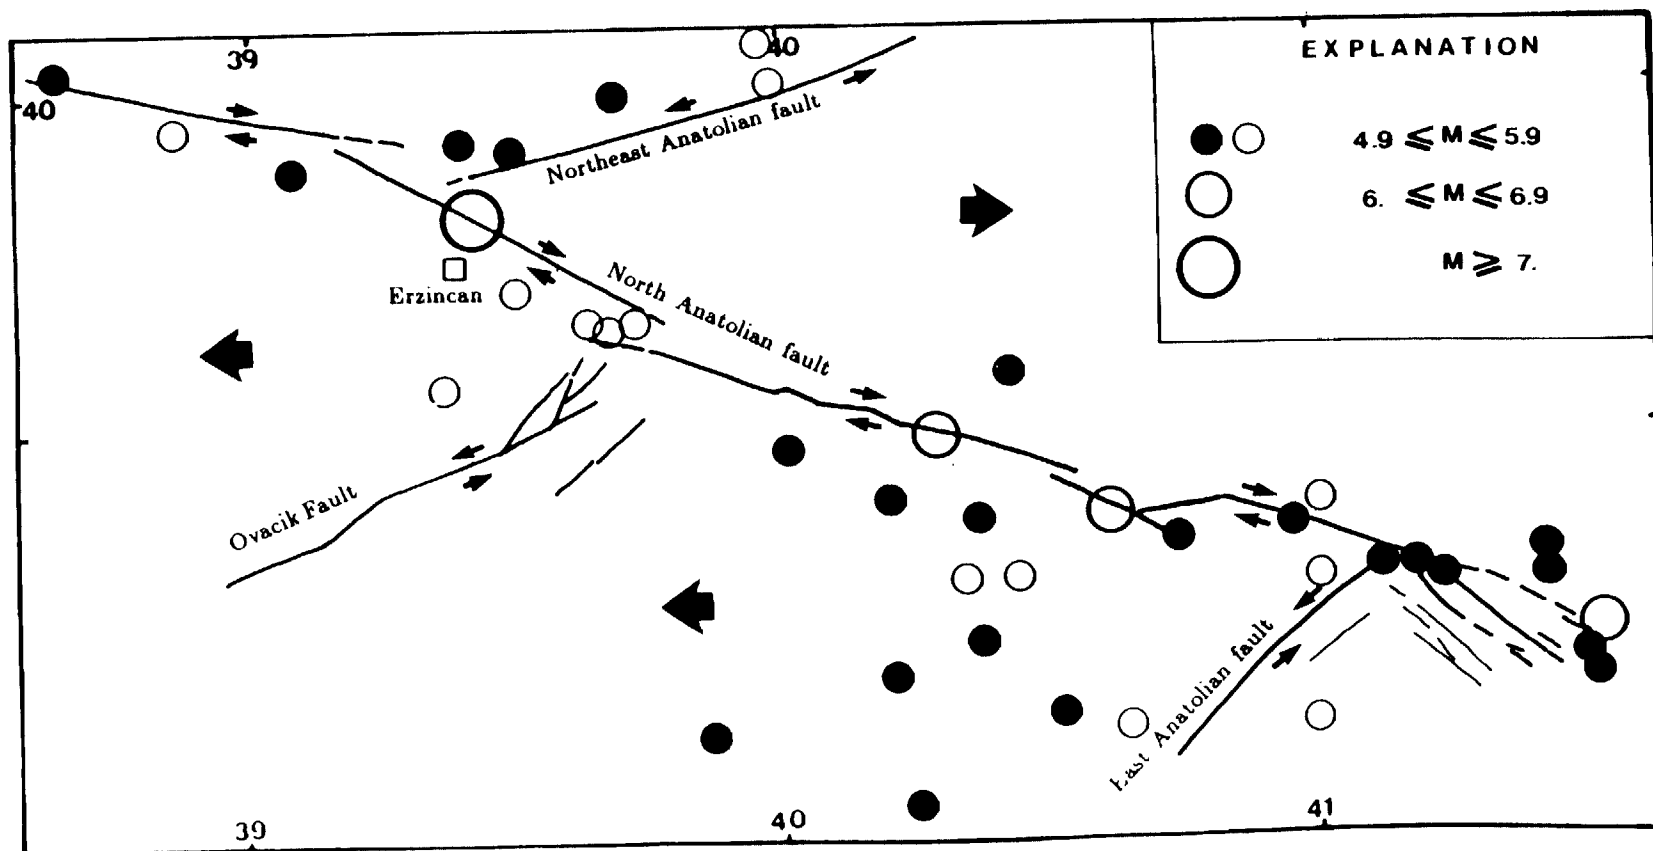 39
40
EXPLANATION
40
4.9 ≤ M ≤ 5.9
Northeast Anatolian fault
6. ≤ M ≤ 6.9
M ≥ 7.
Erzincan
North Anatolian fault
Ovacik Fault
East Anatolian fault
39
40
41